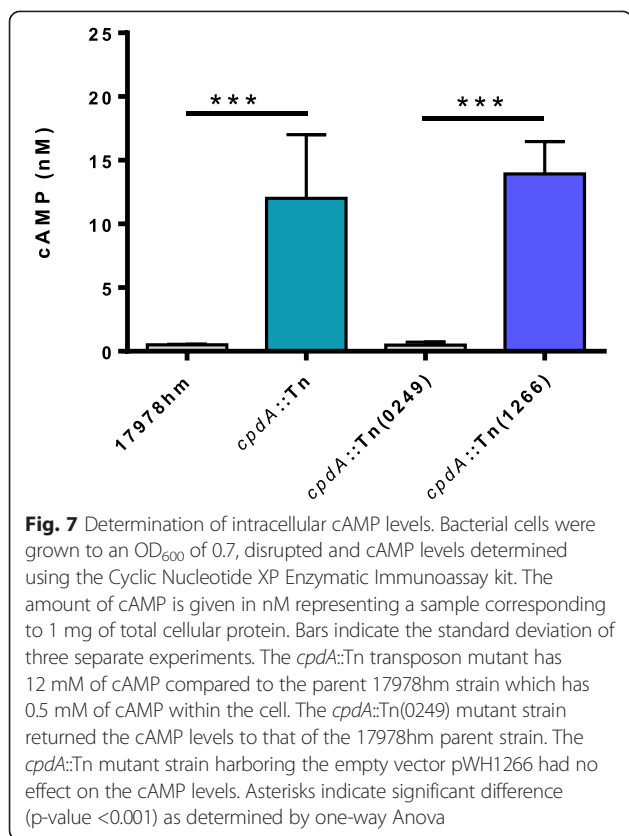 25
20
15
10
5
0
cAMP (nM)
***
***
17978hm
cpdA::Tn
cpdA::Tn(0249)
cpdA::Tn(1266)
Fig. 7 Determination of intracellular cAMP levels. Bacterial cells were
grown to an OD600 of 0.7, disrupted and cAMP levels determined
using the Cyclic Nucleotide XP Enzymatic Immunoassay kit. The
amount of cAMP is given in nM representing a sample corresponding
to 1 mg of total cellular protein. Bars indicate the standard deviation of
three separate experiments. The cpdA::Tn transposon mutant has
12 mM of cAMP compared to the parent 17978hm strain which has
0.5 mM of cAMP within the cell. The cpdA::Tn(0249) mutant strain
returned the cAMP levels to that of the 17978hm parent strain. The
cpdA::Tn mutant strain harboring the empty vector pWH1266 had no
effect on the cAMP levels. Asterisks indicate significant difference
(p-value <0.001) as determined by one-way Anova